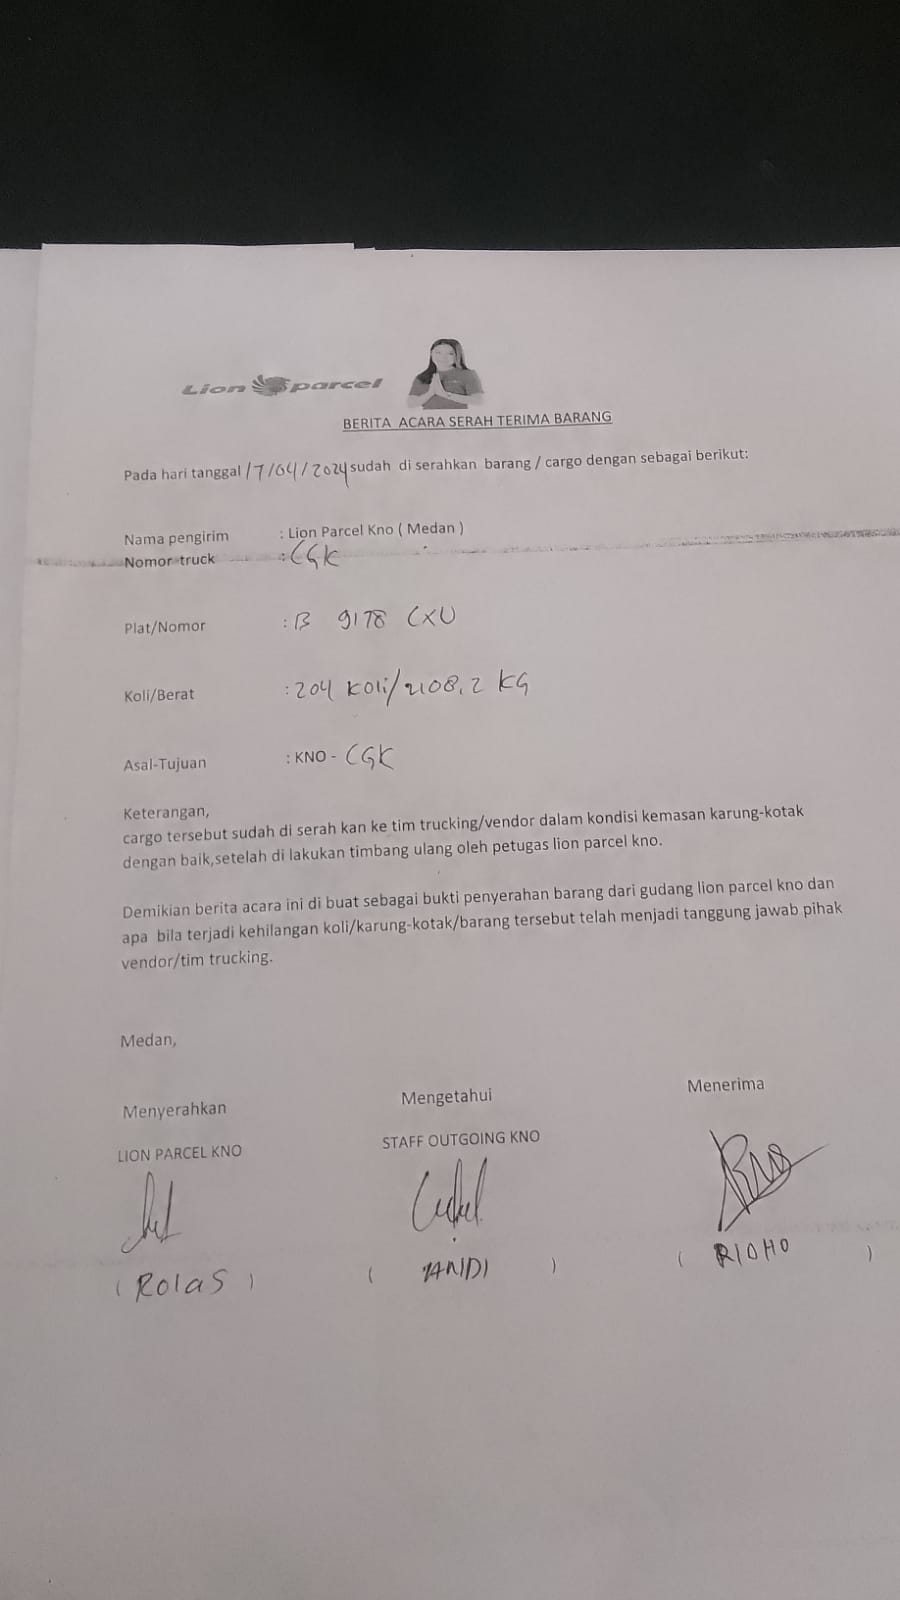 Lion parcel
BERITA ACARA SERAH TERIMA BARANG
Pada hari tanggal 17/04/2024 sudah di serahkan barang / cargo dengan sebagai berikut:
Nama pengirim : Lion Parcel Kno ( Medan )
Nomor truck : CGK
Plat/Nomor : B 9178 CXU
Koli/Berat : 204 Koli/2108,2 KG
Asal-Tujuan : KNO - CGK
Keterangan,
cargo tersebut sudah di serah kan ke tim trucking/vendor dalam kondisi kemasan karung-kotak
dengan baik,setelah di lakukan timbang ulang oleh petugas lion parcel kno.
Demikian berita acara ini di buat sebagai bukti penyerahan barang dari gudang lion parcel kno dan
apa bila terjadi kehilangan koli/karung-kotak/barang tersebut telah menjadi tanggung jawab pihak
vendor/tim trucking.
Medan,
Menyerahkan Mengetahui Menerima
LION PARCEL KNO STAFF OUTGOING KNO
( ROLAS ) ( ) ( RIDHO )